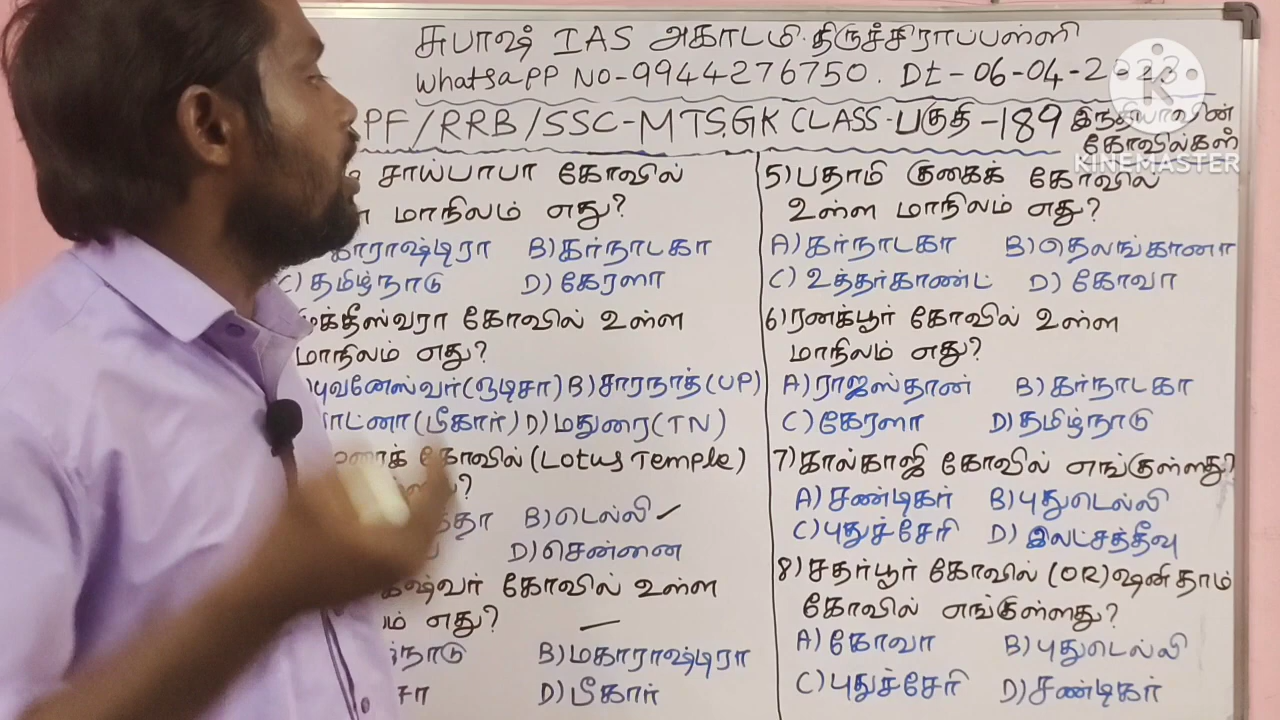 சுபாஷ் IAS அகாடமி திருச்சிராப்பள்ளி
Whatsapp NO-9944276750. Dt-06-04-2023
PF/RRB/SSC-MTS,GK CLASS-பகுதி-189 இந்தியாவின்
கோவில்கள்
KINEMASTER
சாய்பாபா கோவில்
மாநிலம் எது?
B)கர்நாடகா
C)தமிழ்நாடு D)கேரளா
கோவில் உள்ள
மாநிலம் எது?
புவனேஸ்வர்(ஒடிசா) B)சாரநாத்(UP)
(பீகார்) D)மதுரை(TN)
கோவில்(Lotus Temple)
B)டெல்லி
D)சென்னை
கோவில் உள்ள
எது?
B)மகாராஷ்டிரா
D)பீகார்
5)பதாமி குகைக் கோவில்
உள்ள மாநிலம் எது?
A)கர்நாடகா B)தெலங்கானா
C)உத்தர்காண்ட் D)கோவா
6)ரனக்பூர் கோவில் உள்ள
மாநிலம் எது?
A)ராஜஸ்தான் B)கர்நாடகா
C)கேரளா D)தமிழ்நாடு
7)கால்காஜி கோவில் எங்குள்ளது?
A)சண்டிகர் B)புதுடெல்லி
C)புதுச்சேரி D)இலட்சத்தீவு
8)சதர்பூர் கோவில்(OR)ஷனிதாம்
கோவில் எங்குள்ளது?
A)கோவா B)புதுடெல்லி
C)புதுச்சேரி D)சண்டிகர்